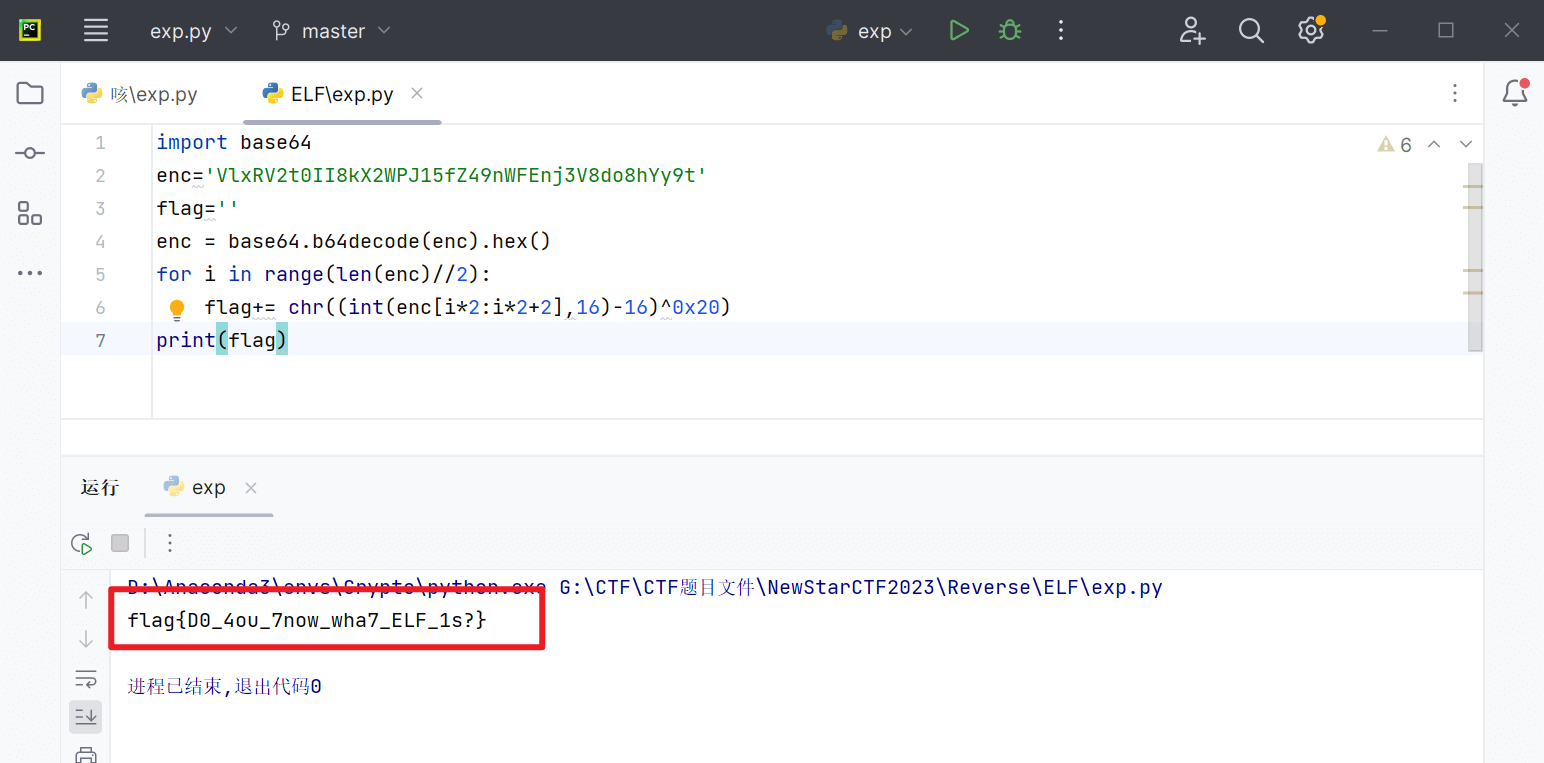 PC
exp.py
master
exp
咳\exp.py
ELF\exp.py
6
1 import base64
2 enc='VlxRV2t0II8kX2WPJ15fZ49nWFEnj3V8do8hYy9t'
3 flag=''
4 enc = base64.b64decode(enc).hex()
5 for i in range(len(enc)//2):
6 flag+= chr((int(enc[i*2:i*2+2],16)-16)^0x20)
7 print(flag)
运行
exp
D:\Anaconda3\envs\Crypto\python.exe G:\CTF\CTF题目文件\NewStarCTF2023\Reverse\ELF\exp.py
flag{D0_4ou_7now_wha7_ELF_1s?}
进程已结束,退出代码0